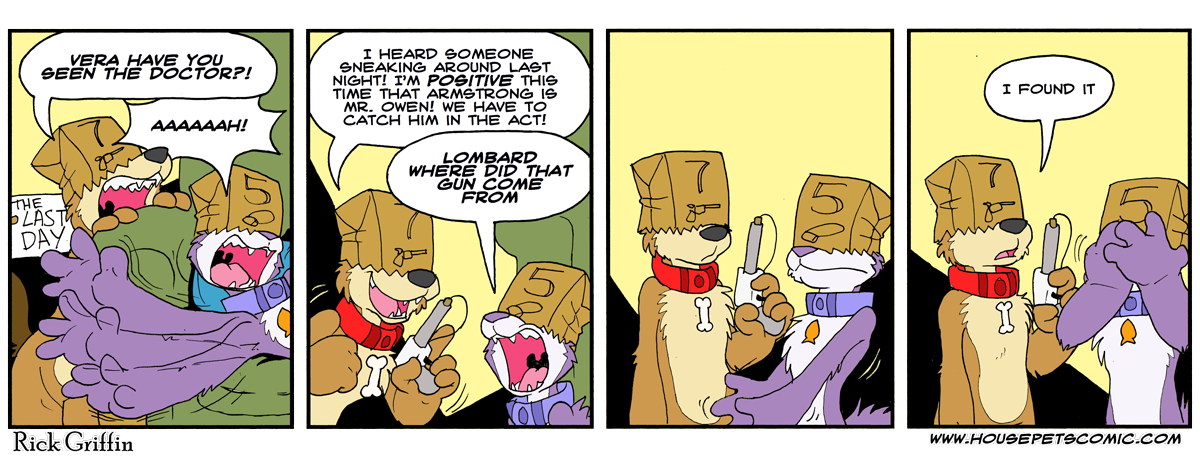 VERA HAVE YOU
SEEN THE DOCTOR?!
AAAAAAH!
7
5
THE
LAST
DAY
I HEARD SOMEONE
SNEAKING AROUND LAST
NIGHT! I'M POSITIVE THIS
TIME THAT ARMSTRONG IS
MR. OWEN! WE HAVE TO
CATCH HIM IN THE ACT!
LOMBARD
WHERE DID THAT
GUN COME
FROM
7
5
7
5
I FOUND IT
7
5
Rick Griffin
WWW.HOUSEPETSCOMIC.COM